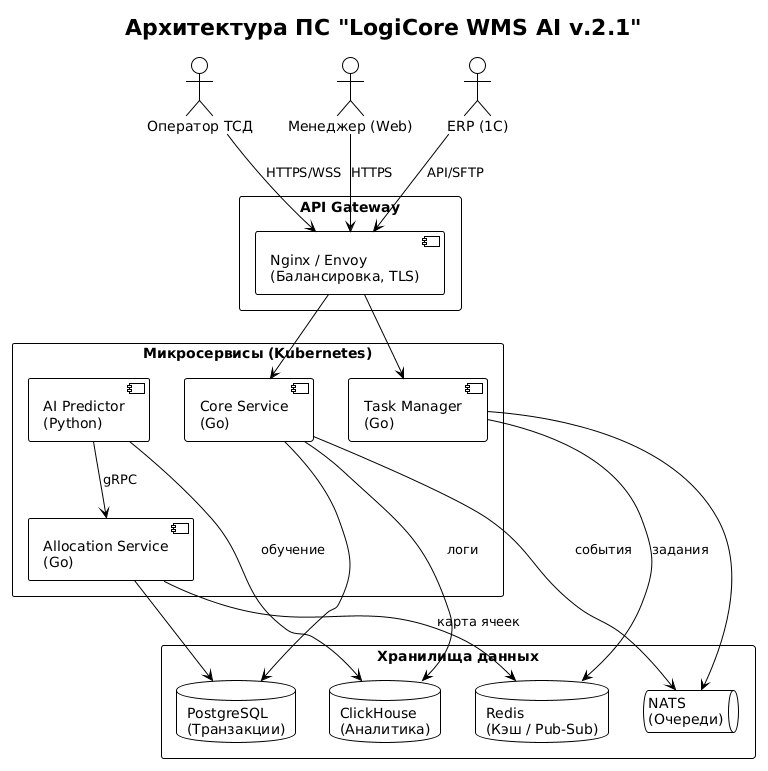 Архитектура ПС "LogiCore WMS AI v.2.1"
Оператор ТСД
Менеджер (Web)
ERP (1C)
HTTPS/WSS
HTTPS
API/SFTP
API Gateway
Nginx / Envoy
(Балансировка, TLS)
Микросервисы (Kubernetes)
AI Predictor
(Python)
Core Service
(Go)
Task Manager
(Go)
gRPC
Allocation Service
(Go)
обучение
логи
события
задания
карта ячеек
Хранилища данных
PostgreSQL
(Транзакции)
ClickHouse
(Аналитика)
Redis
(Кэш / Pub-Sub)
NATS
(Очереди)